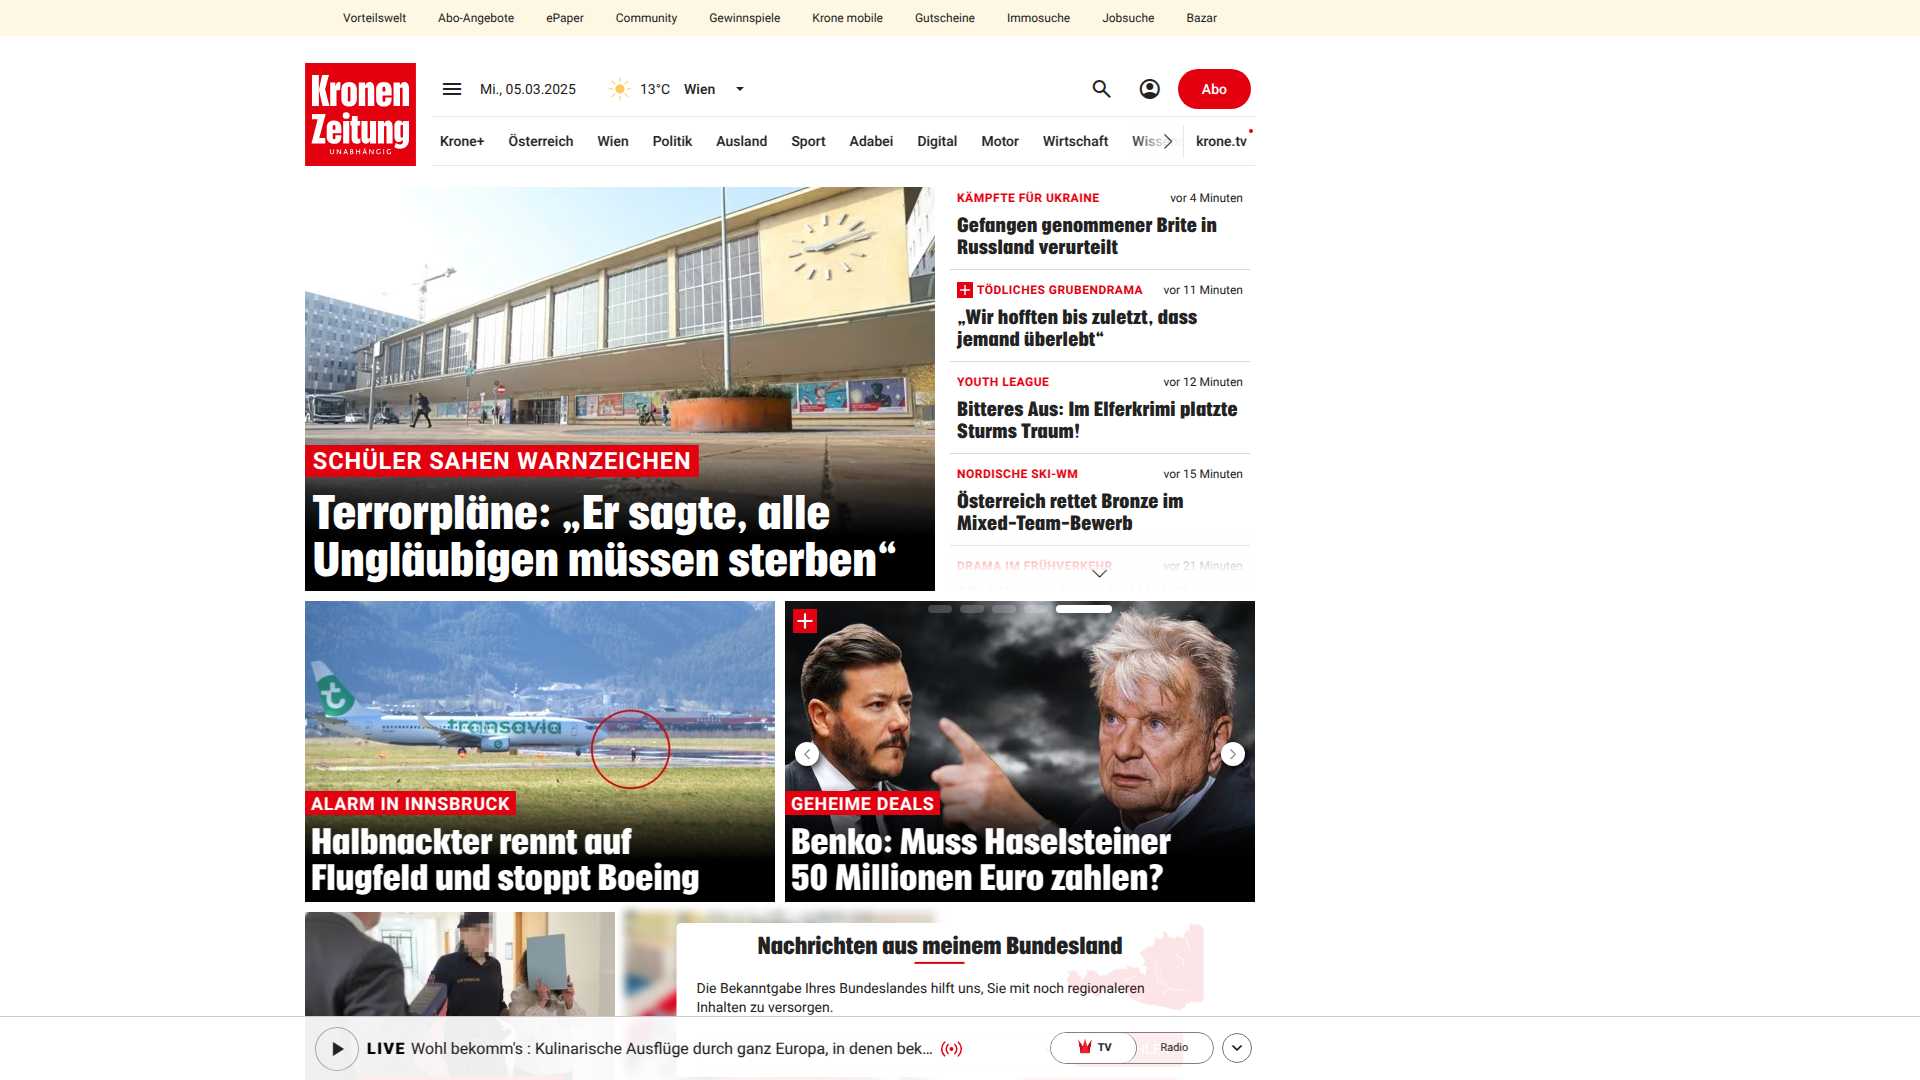 Vorteilswelt Abo-Angebote ePaper Community Gewinnspiele Krone mobile Gutscheine Immosuche Jobsuche Bazar
Kronen
Zeitung
UNABHÄNGIG
Mi., 05.03.2025 13°C Wien
Abo
Krone+ Österreich Wien Politik Ausland Sport Adabei Digital Motor Wirtschaft Wiss krone.tv
SCHÜLER SAHEN WARNZEICHEN
Terrorpläne: „Er sagte, alle
Ungläubigen müssen sterben“
KÄMPFTE FÜR UKRAINE vor 4 Minuten
Gefangen genommener Brite in
Russland verurteilt
TÖDLICHES GRUBENDRAMA vor 11 Minuten
„Wir hofften bis zuletzt, dass
jemand überlebt“
YOUTH LEAGUE vor 12 Minuten
Bitteres Aus: Im Elferkrimi platzte
Sturms Traum!
NORDISCHE SKI-WM vor 15 Minuten
Österreich rettet Bronze im
Mixed-Team-Bewerb
DRAMA IM FRÜHVERKEHR vor 21 Minuten
transavia
ALARM IN INNSBRUCK
Halbnackter rennt auf
Flugfeld und stoppt Boeing
GEHEIME DEALS
Benko: Muss Haselsteiner
50 Millionen Euro zahlen?
Nachrichten aus meinem Bundesland
Die Bekanntgabe Ihres Bundeslandes hilft uns, Sie mit noch regionaleren
Inhalten zu versorgen.
LIVE Wohl bekomm's : Kulinarische Ausflüge durch ganz Europa, in denen bek...
TV Radio